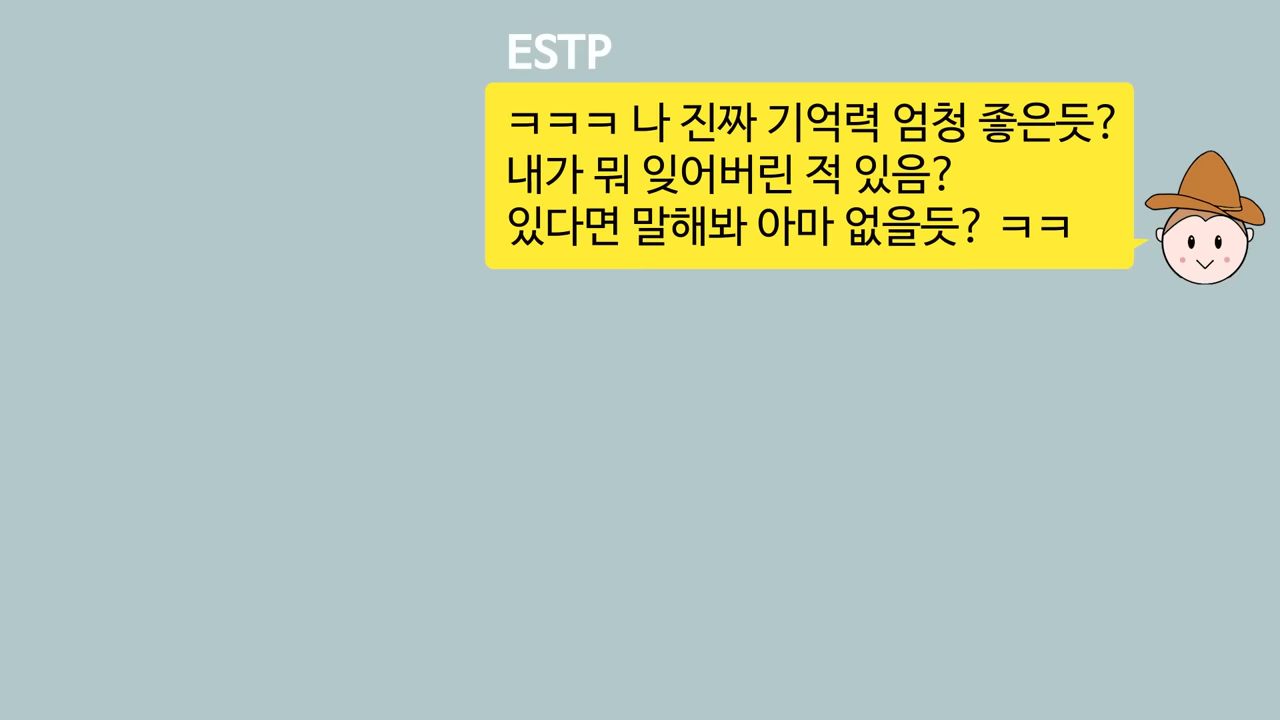 ESTP
ㅋㅋㅋ 나 진짜 기억력 엄청 좋은듯?
내가 뭐 잊어버린 적 있음?
있다면 말해봐 아마 없을듯? ㅋㅋ